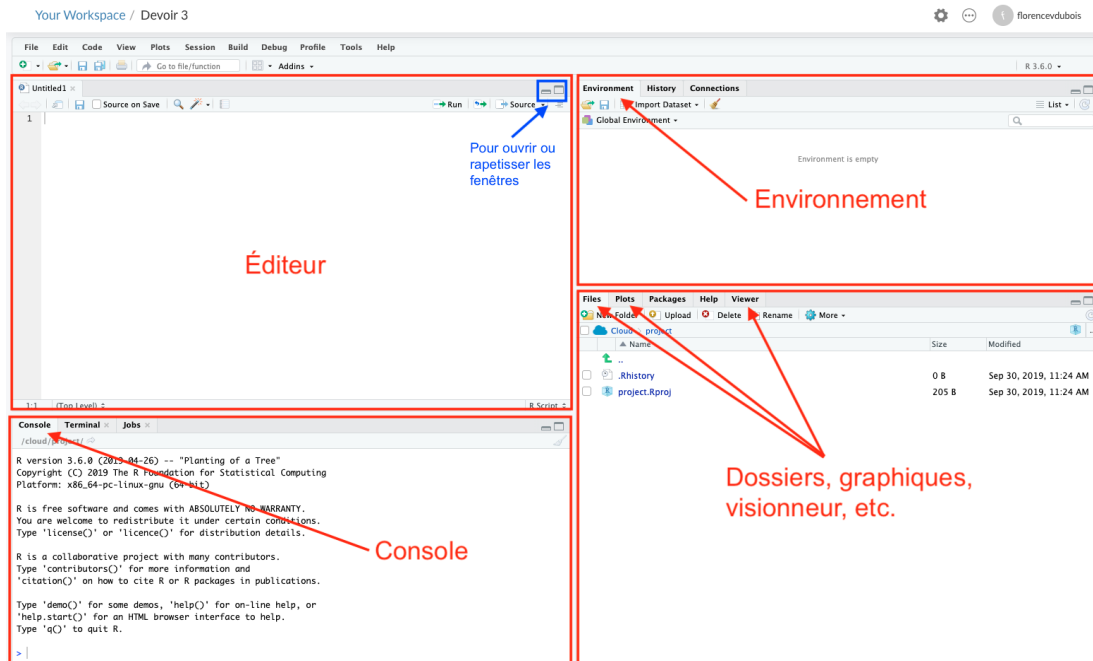 Your Workspace / Devoir 3
florencevdubois
File Edit Code View Plots Session Build Debug Profile Tools Help
Go to file/function
Addins
R 3.6.0
Untitled1
Source on Save
Run
Source
1
Pour ouvrir ou
rapetisser les
fenêtres
Éditeur
1:1 (Top Level)
R Script
Environment History Connections
Import Dataset
List
Global Environment
Environment is empty
Environnement
Files Plots Packages Help Viewer
New Folder Upload Delete Rename More
Cloud project
Name Size Modified
..
.Rhistory 0 B Sep 30, 2019, 11:24 AM
project.Rproj 205 B Sep 30, 2019, 11:24 AM
Dossiers, graphiques,
visionneur, etc.
Console Terminal Jobs
/cloud/project/
R version 3.6.0 (2019-04-26) -- "Planting of a Tree"
Copyright (C) 2019 The R Foundation for Statistical Computing
Platform: x86_64-pc-linux-gnu (64-bit)
R is free software and comes with ABSOLUTELY NO WARRANTY.
You are welcome to redistribute it under certain conditions.
Type 'license()' or 'licence()' for distribution details.
R is a collaborative project with many contributors.
Type 'contributors()' for more information and
'citation()' on how to cite R or R packages in publications.
Type 'demo()' for some demos, 'help()' for on-line help, or
'help.start()' for an HTML browser interface to help.
Type 'q()' to quit R.
>
Console